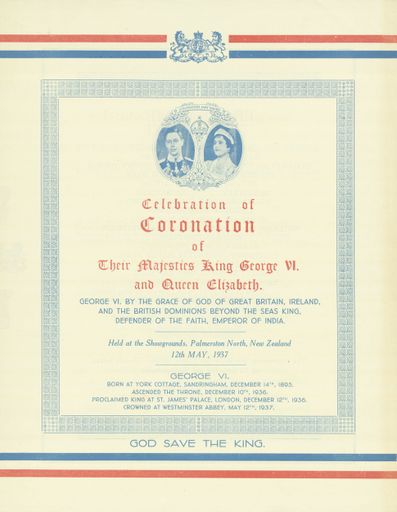 Celebration of
Coronation
of
Their Majesties King George VI.
and Queen Elizabeth.
GEORGE VI. BY THE GRACE OF GOD OF GREAT BRITAIN, IRELAND,
AND THE BRITISH DOMINIONS BEYOND THE SEAS KING,
DEFENDER OF THE FAITH, EMPEROR OF INDIA.
Held at the Showgrounds, Palmerston North, New Zealand
12th MAY, 1937
GEORGE VI.
BORN AT YORK COTTAGE, SANDRINGHAM, DECEMBER 14TH, 1895.
ASCENDED THE THRONE, DECEMBER 10TH, 1936.
PROCLAIMED KING AT ST. JAMES' PALACE, LONDON, DECEMBER 12TH, 1936.
CROWNED AT WESTMINSTER ABBEY, MAY 12TH, 1937.
GOD SAVE THE KING.